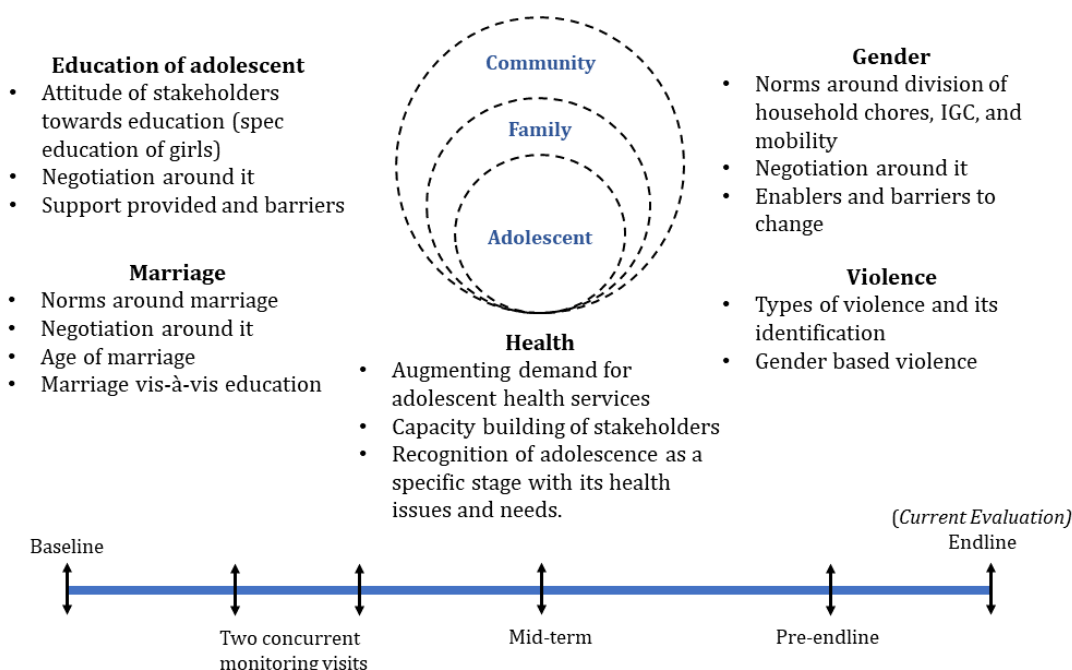 Education of adolescent
• Attitude of stakeholders
towards education (spec
education of girls)
• Negotiation around it
• Support provided and barriers
Marriage
• Norms around marriage
• Negotiation around it
• Age of marriage
• Marriage vis-à-vis education
Community
Family
Adolescent
Health
• Augmenting demand for
adolescent health services
• Capacity building of stakeholders
• Recognition of adolescence as a
specific stage with its health
issues and needs.
Gender
• Norms around division of
household chores, IGC, and
mobility
• Negotiation around it
• Enablers and barriers to
change
Violence
• Types of violence and its
identification
• Gender based violence
Baseline
Two concurrent
monitoring visits
Mid-term
Pre-endline
(Current Evaluation)
Endline